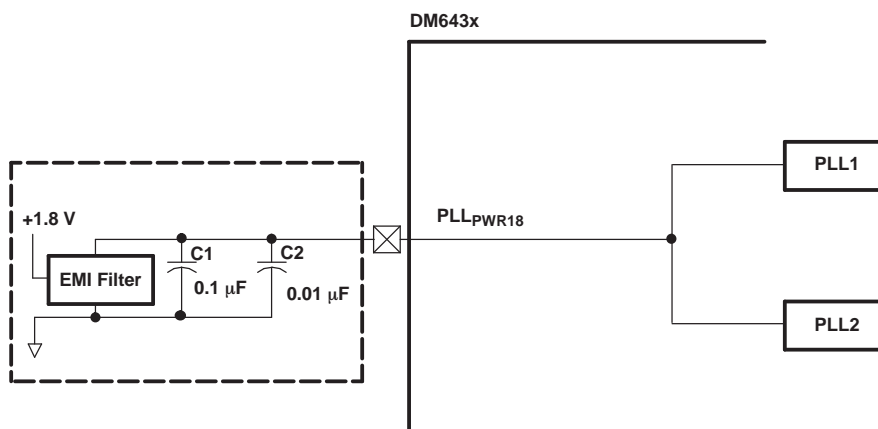 DM643x
PLL1
+1.8 V
PLLPWR18
C1
C2
EMI Filter
0.1 μF
0.01 μF
PLL2